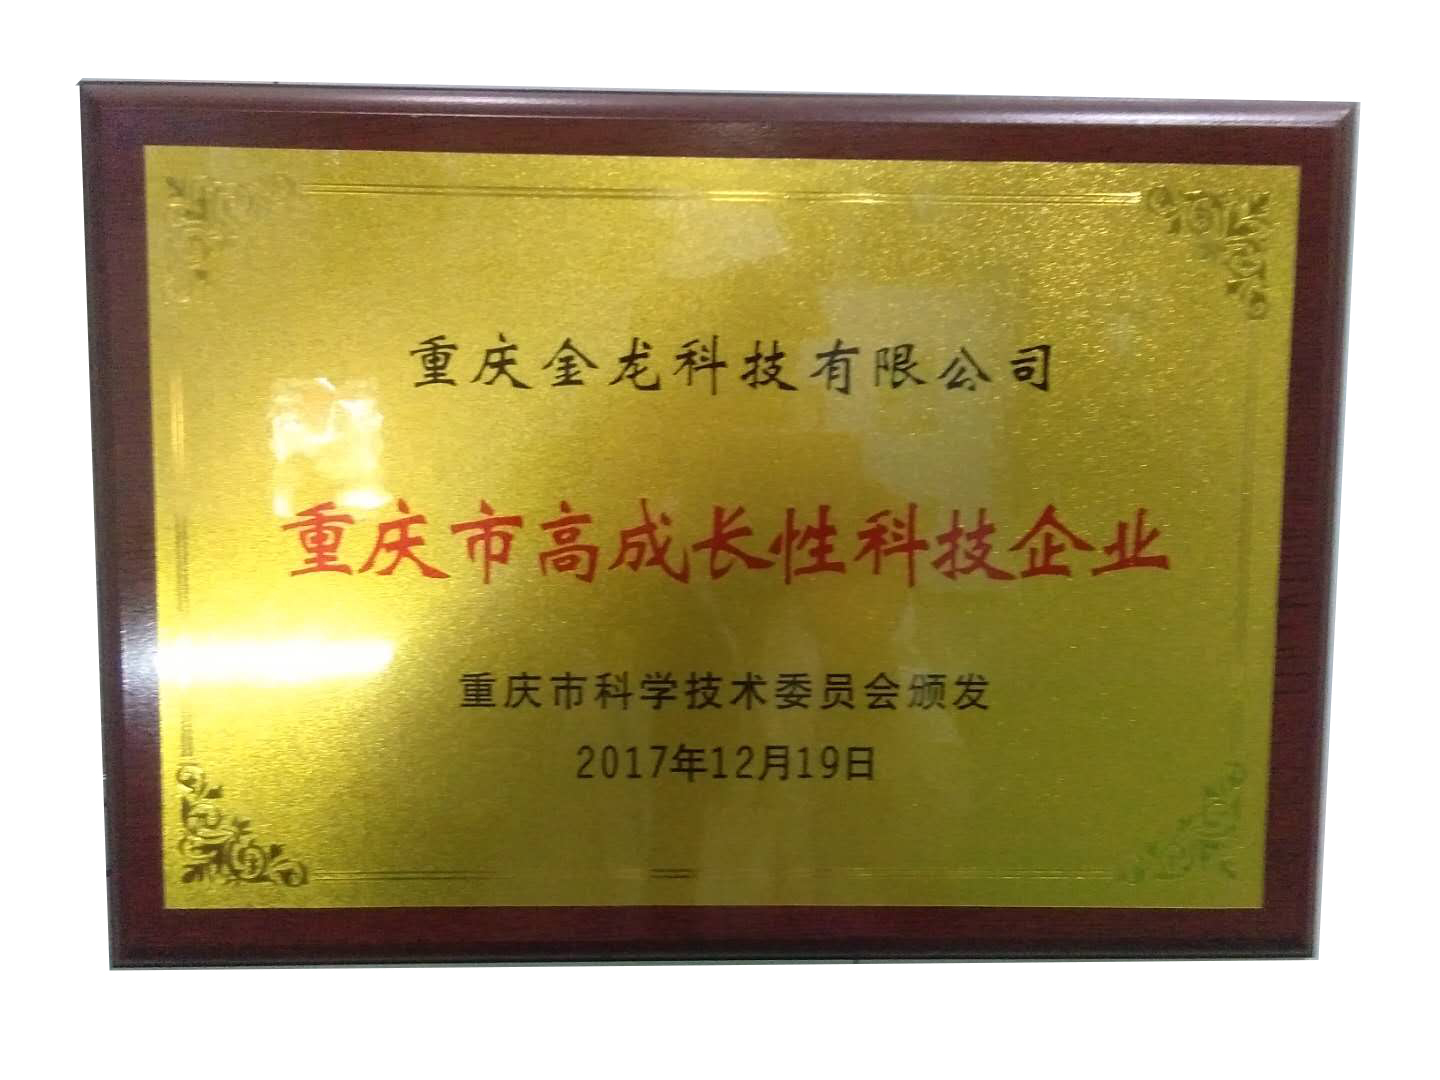 重庆金龙科技有限公司
重庆市高成长性科技企业
重庆市科学技术委员会颁发
2017年12月19日